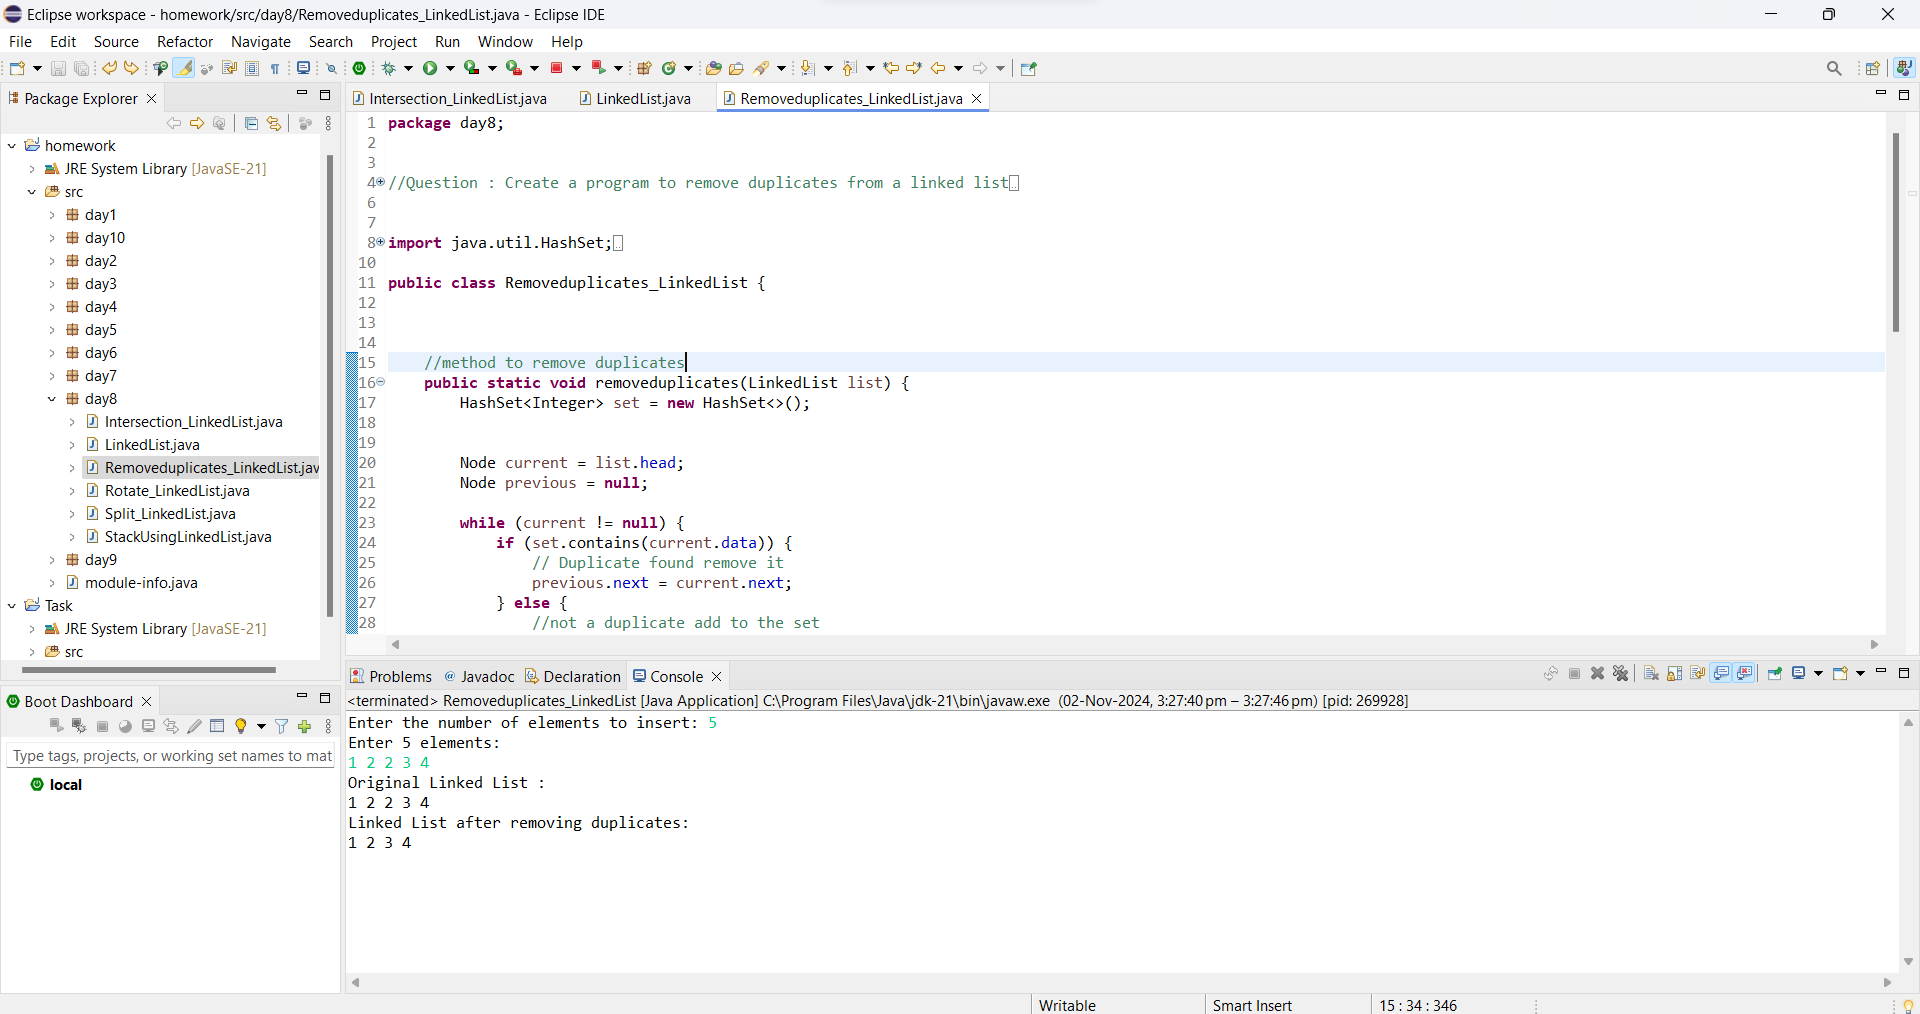 Eclipse workspace - homework/src/day8/Removeduplicates_LinkedList.java - Eclipse IDE
File Edit Source Refactor Navigate Search Project Run Window Help
Package Explorer
homework
JRE System Library [JavaSE-21]
src
day1
day10
day2
day3
day4
day5
day6
day7
day8
Intersection_LinkedList.java
LinkedList.java
Removeduplicates_LinkedList.jav
Rotate_LinkedList.java
Split_LinkedList.java
StackUsingLinkedList.java
day9
module-info.java
Task
JRE System Library [JavaSE-21]
src
Boot Dashboard
Type tags, projects, or working set names to mat
local
Intersection_LinkedList.java LinkedList.java Removeduplicates_LinkedList.java
1 package day8;
2
3
4 //Question : Create a program to remove duplicates from a linked list
6
7
8 import java.util.HashSet;
10
11 public class Removeduplicates_LinkedList {
12
13
14
15 //method to remove duplicates
16 public static void removeduplicates(LinkedList list) {
17 HashSet<Integer> set = new HashSet<>();
18
19
20 Node current = list.head;
21 Node previous = null;
22
23 while (current != null) {
24 if (set.contains(current.data)) {
25 // Duplicate found remove it
26 previous.next = current.next;
27 } else {
28 //not a duplicate add to the set
Problems @ Javadoc Declaration Console
<terminated> Removeduplicates_LinkedList [Java Application] C:\Program Files\Java\jdk-21\bin\javaw.exe (02-Nov-2024, 3:27:40 pm – 3:27:46 pm) [pid: 269928]
Enter the number of elements to insert: 5
Enter 5 elements:
1 2 2 3 4
Original Linked List :
1 2 2 3 4
Linked List after removing duplicates:
1 2 3 4
Writable Smart Insert 15 : 34 : 346